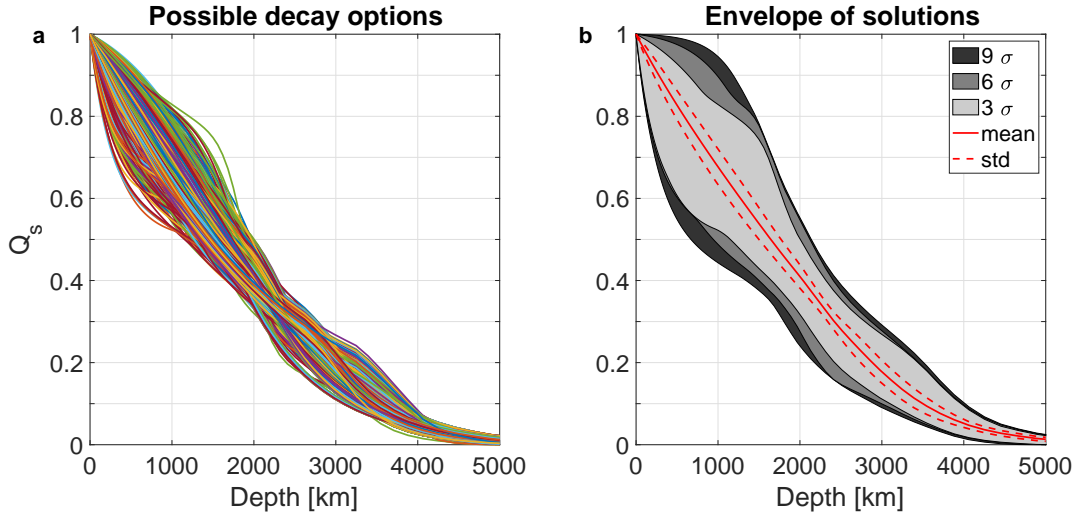 Possible decay options
a
1
0.8
0.6
0.4
0.2
0
Q_s
0 1000 2000 3000 4000 5000
Depth [km]
Envelope of solutions
b
1
0.8
0.6
0.4
0.2
0
0 1000 2000 3000 4000 5000
Depth [km]
9 σ
6 σ
3 σ
mean
std